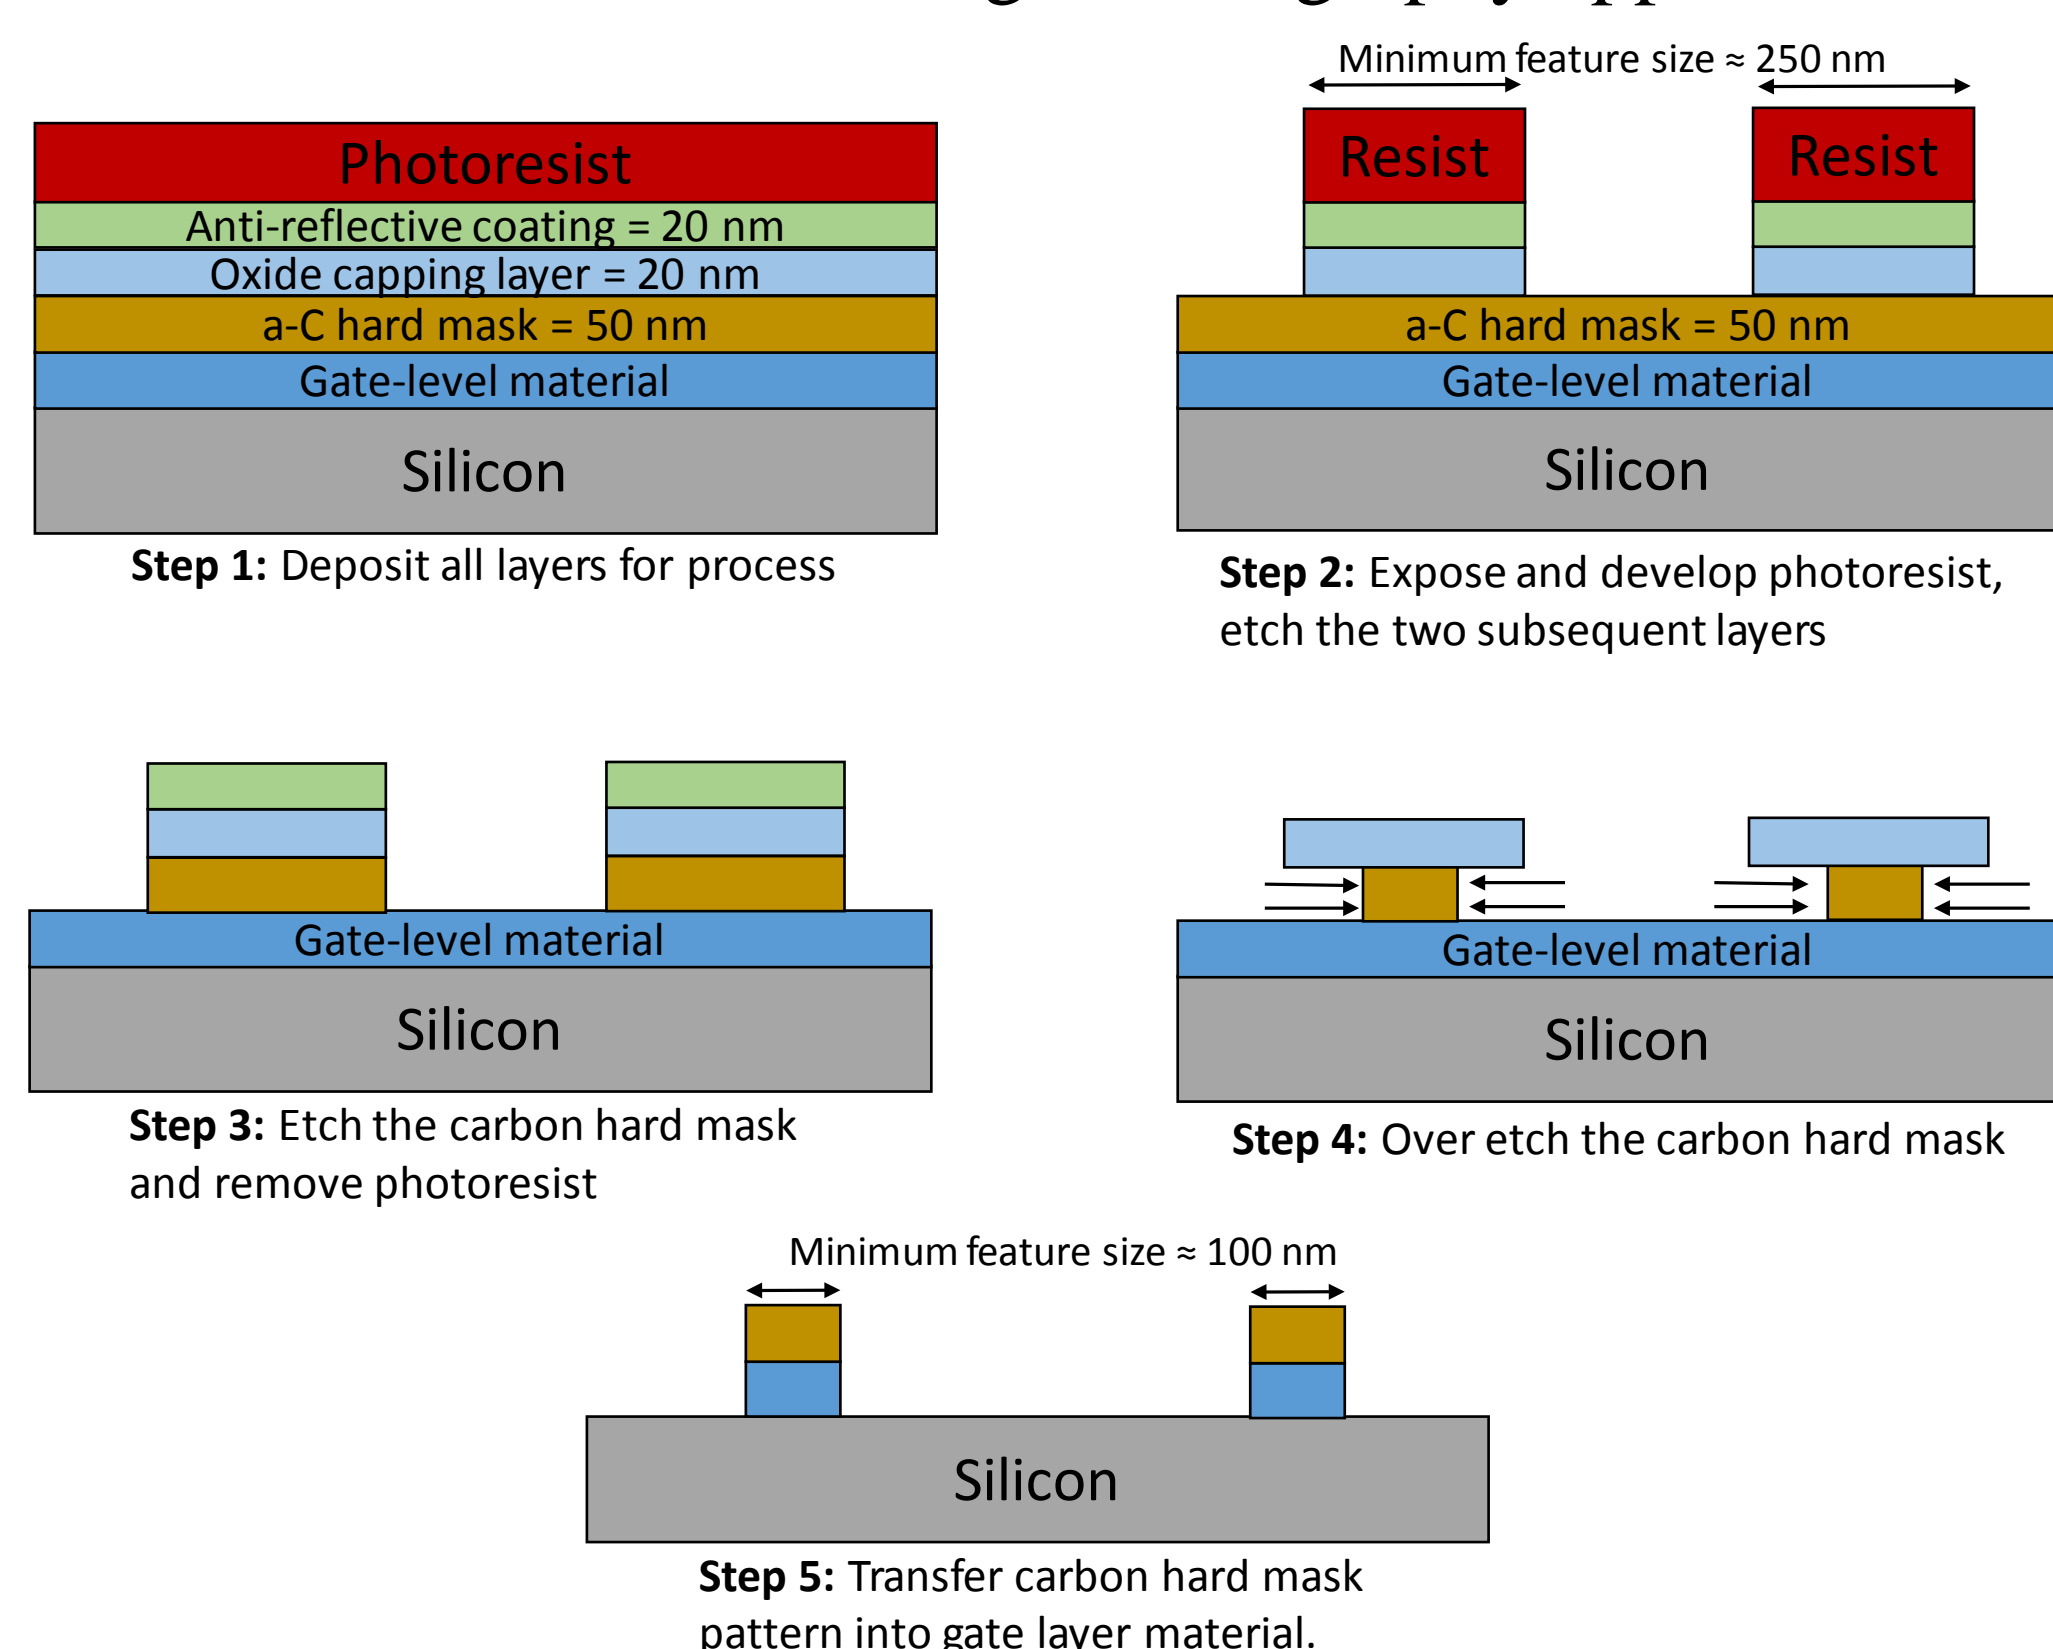 Photoresist
Anti-reflective coating = 20 nm
Oxide capping layer = 20 nm
a-C hard mask = 50 nm
Gate-level material
Silicon
Step 1: Deposit all layers for process
Minimum feature size ≈ 250 nm
Resist Resist
a-C hard mask = 50 nm
Gate-level material
Silicon
Step 2: Expose and develop photoresist,
etch the two subsequent layers
Gate-level material
Silicon
Step 3: Etch the carbon hard mask
and remove photoresist
Gate-level material
Silicon
Step 4: Over etch the carbon hard mask
Minimum feature size ≈ 100 nm
Silicon
Step 5: Transfer carbon hard mask
pattern into gate layer material.